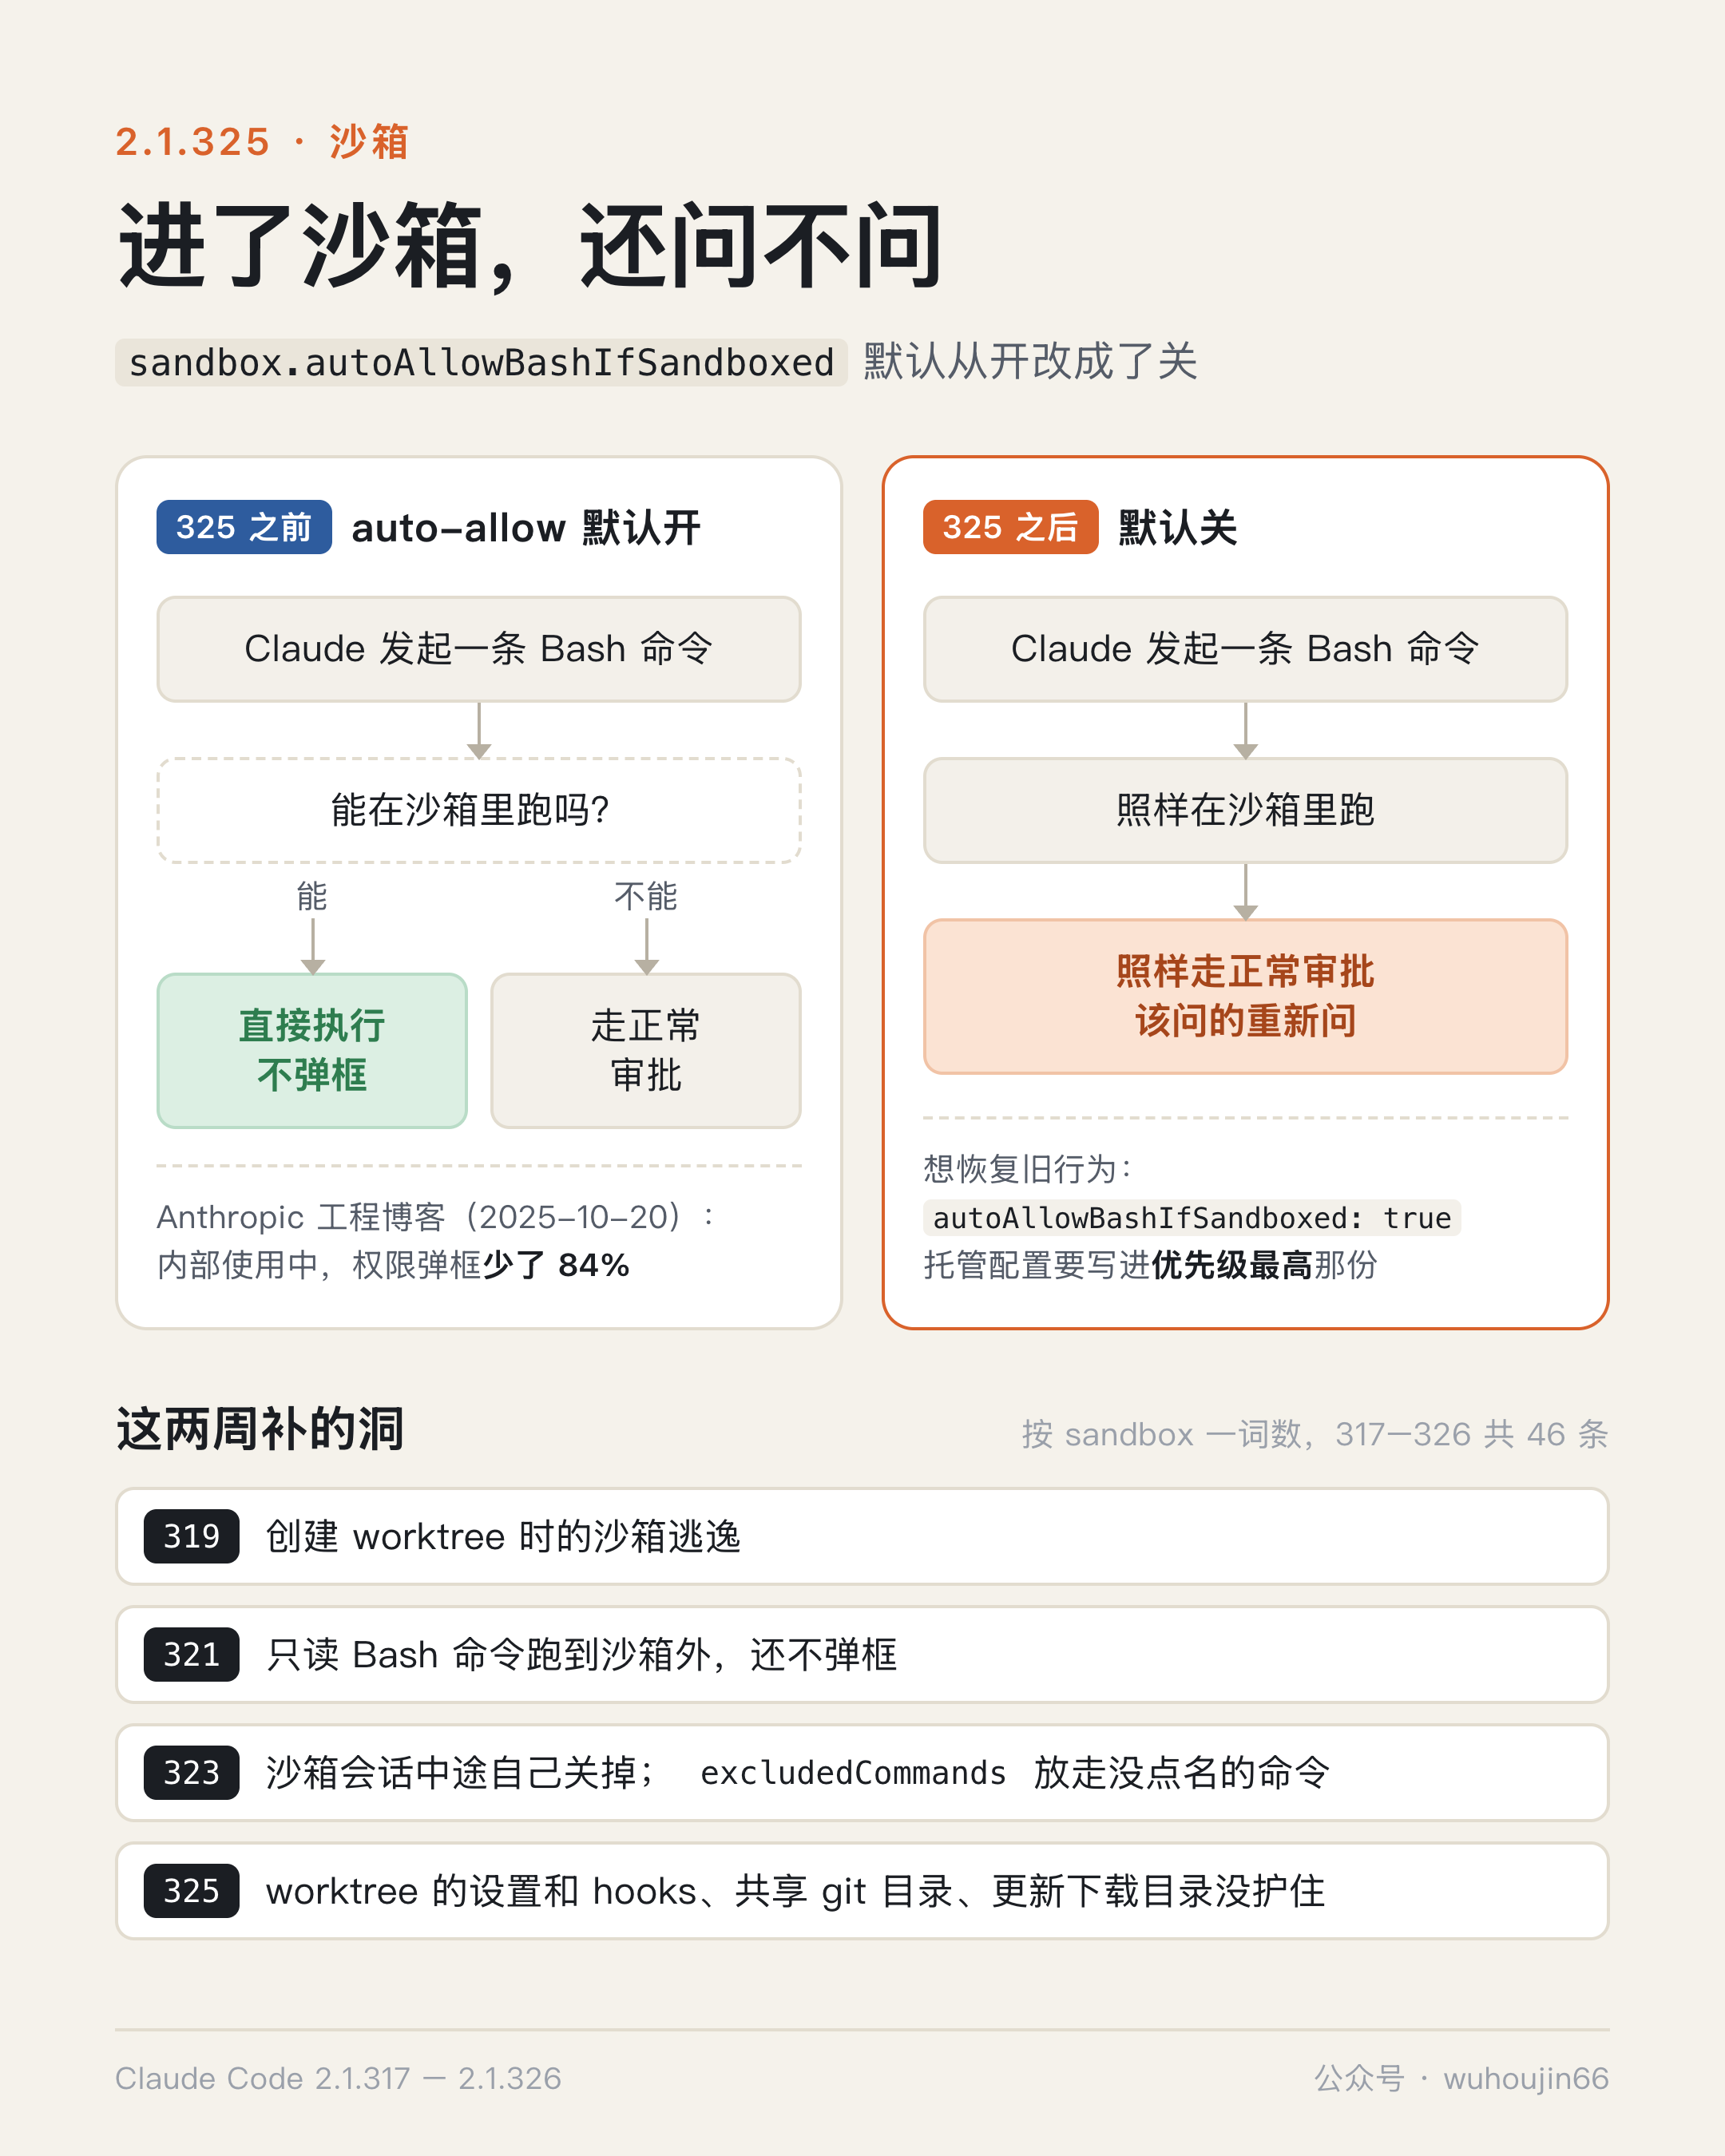 2.1.325 · 沙箱
进了沙箱，还问不问
sandbox.autoAllowBashIfSandboxed 默认从开改成了关
325 之前 auto-allow 默认开
Claude 发起一条 Bash 命令
能在沙箱里跑吗?
能
不能
直接执行
不弹框
走正常
审批
Anthropic 工程博客（2025-10-20）：
内部使用中，权限弹框少了 84%
325 之后 默认关
Claude 发起一条 Bash 命令
照样在沙箱里跑
照样走正常审批
该问的重新问
想恢复旧行为：
autoAllowBashIfSandboxed: true
托管配置要写进优先级最高那份
这两周补的洞
按 sandbox 一词数，317—326 共 46 条
319 创建 worktree 时的沙箱逃逸
321 只读 Bash 命令跑到沙箱外，还不弹框
323 沙箱会话中途自己关掉； excludedCommands 放走没点名的命令
325 worktree 的设置和 hooks、共享 git 目录、更新下载目录没护住
Claude Code 2.1.317 — 2.1.326
公众号 · wuhoujin66